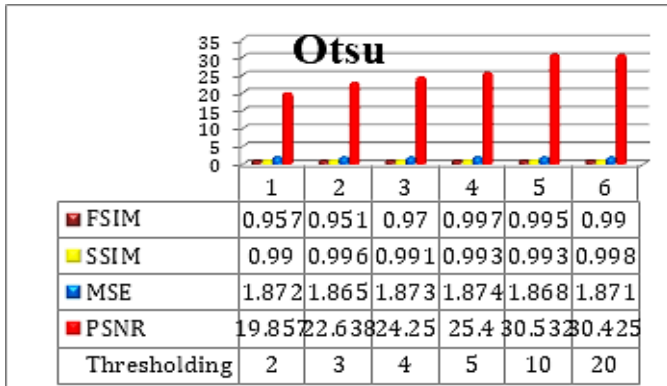 Otsu
35
30
25
20
15
10
5
0
1 2 3 4 5 6
FSIM 0.957 0.951 0.97 0.997 0.995 0.99
SSIM 0.99 0.996 0.991 0.993 0.993 0.998
MSE 1.872 1.865 1.873 1.874 1.868 1.871
PSNR 19.857 22.638 24.25 25.4 30.532 30.425
Thresholding 2 3 4 5 10 20